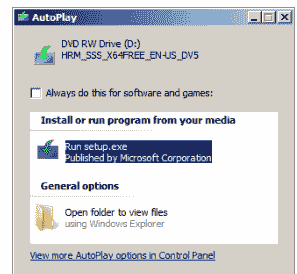 AutoPlay
DVD RW Drive (D:)
HRM_SSS_X64FREE_EN-US_DV5
Always do this for software and games:
Install or run program from your media
Run setup.exe
Published by Microsoft Corporation
General options
Open folder to view files
using Windows Explorer
View more AutoPlay options in Control Panel